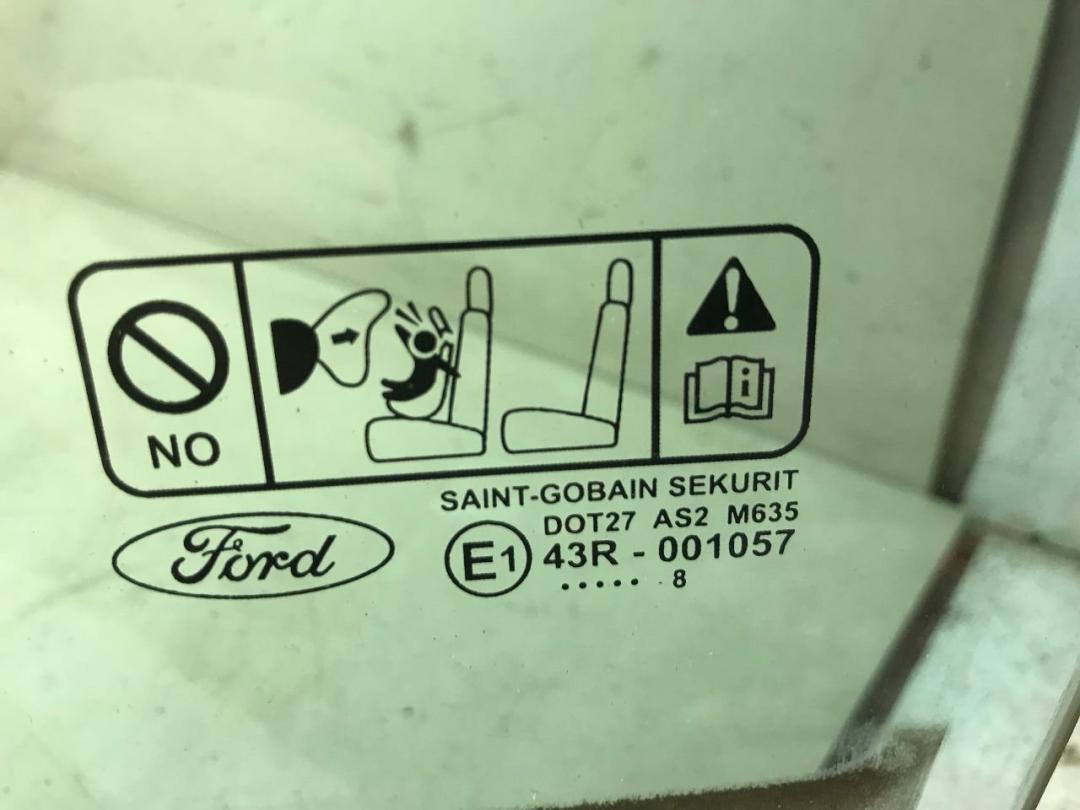 NO
i
SAINT-GOBAIN SEKURIT
Ford
DOT27 AS2 M635
E1 43R - 001057
..... . 8